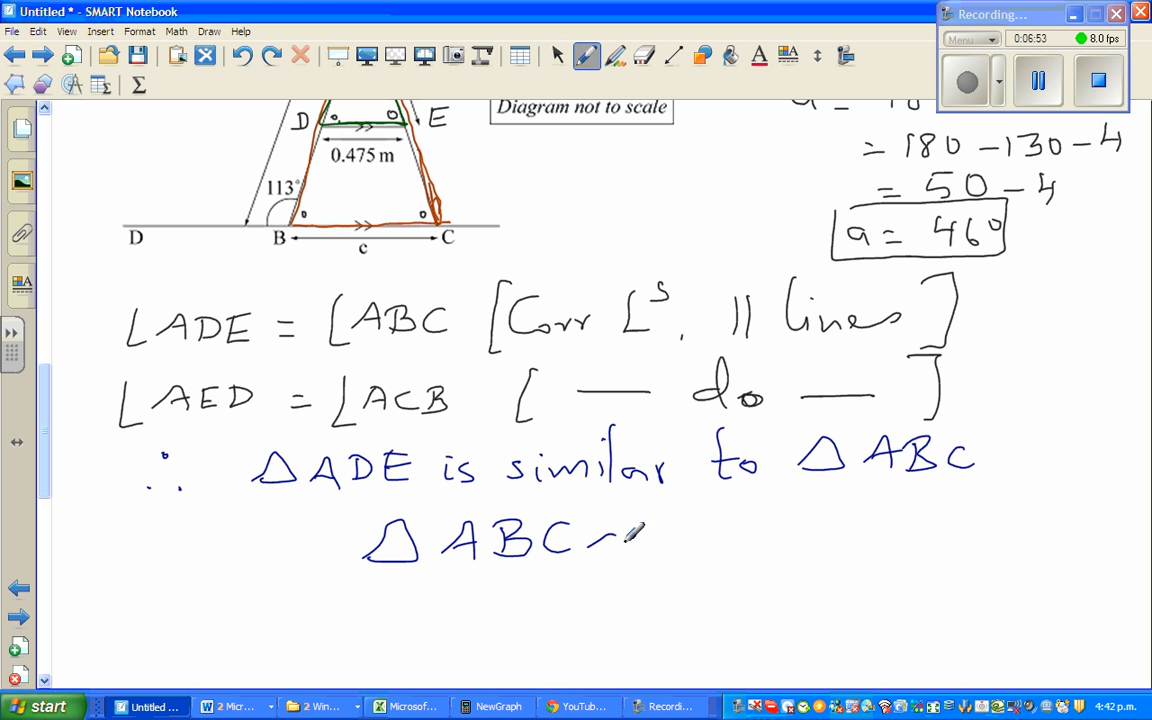 Untitled * - SMART Notebook
Recording...
File Edit View Insert Format Math Draw Help
Menu 0:06:53 8.0 fps
D E
Diagram not to scale
0.475 m
= 180 - 130 - 4
113°
= 50 - 4
a = 46°
D B C
c
∠ADE = ∠ABC [Corr ∠s, || lines]
∠AED = ∠ACB [ — do — ]
∴ △ADE is similar to △ABC
△ABC ~
start Untitled ... 2 Micr... 2 Win... Microsof... NewGraph YouTub... Recordi... 4:42 p.m.